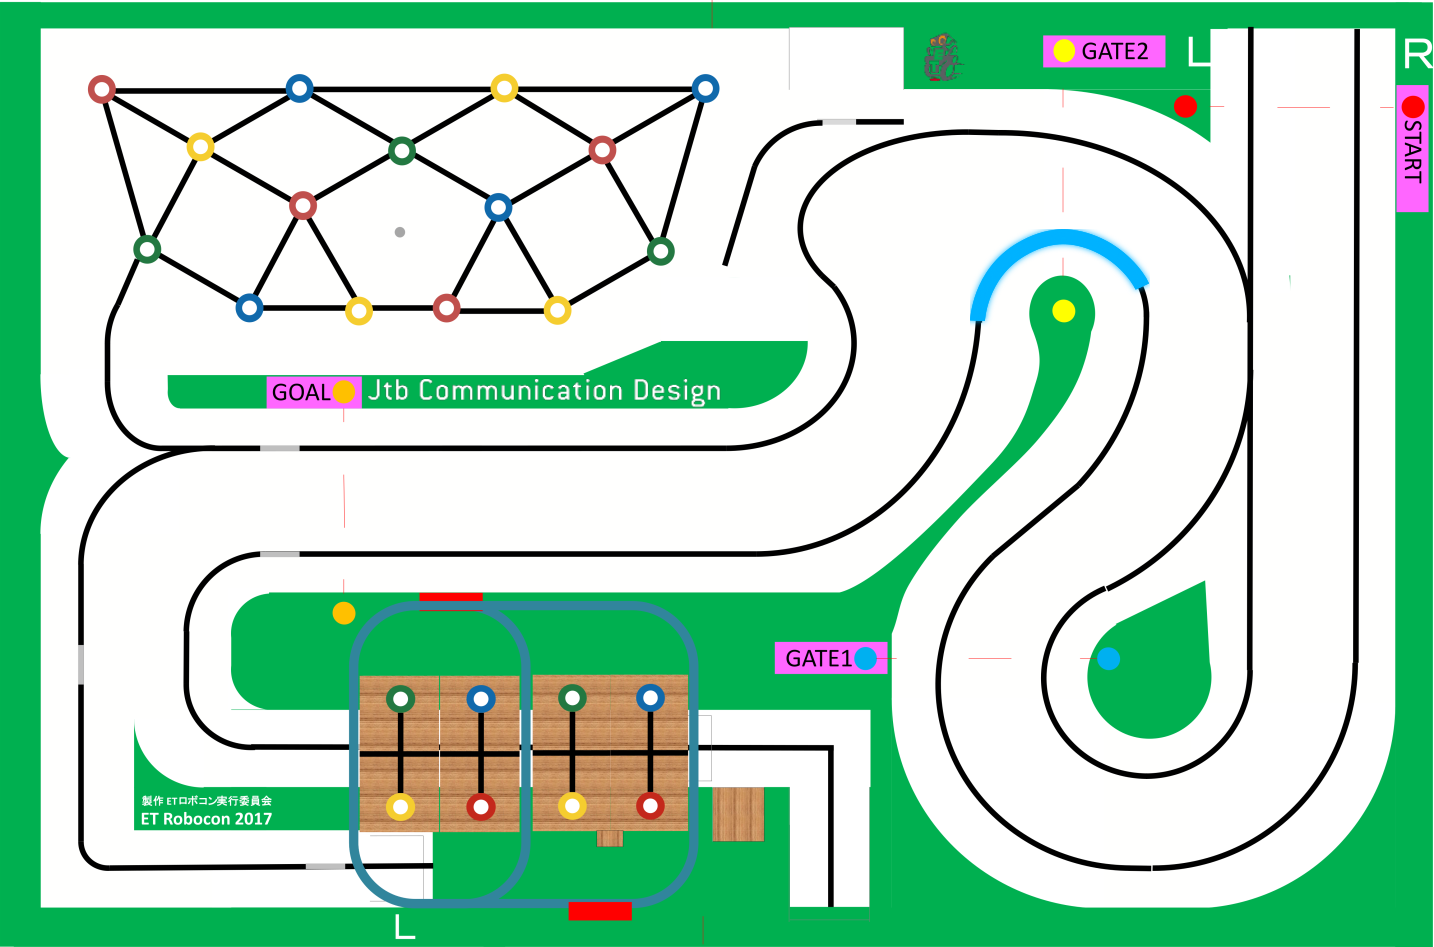 GATE2
L
R
START
GOAL
Jtb Communication Design
GATE1
製作 ETロボコン実行委員会
ET Robocon 2017
L